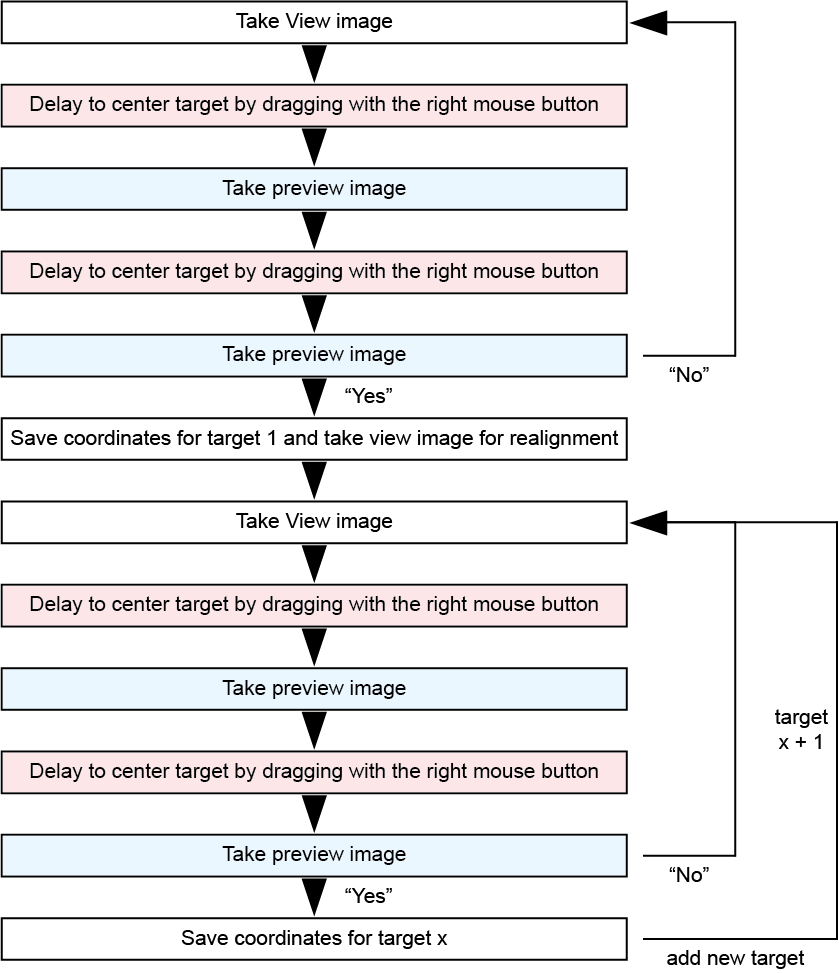 Take View image
Delay to center target by dragging with the right mouse button
Take preview image
Delay to center target by dragging with the right mouse button
Take preview image
“No”
“Yes”
Save coordinates for target 1 and take view image for realignment
Take View image
Delay to center target by dragging with the right mouse button
Take preview image
target
x + 1
Delay to center target by dragging with the right mouse button
Take preview image
“No”
“Yes”
Save coordinates for target x
add new target